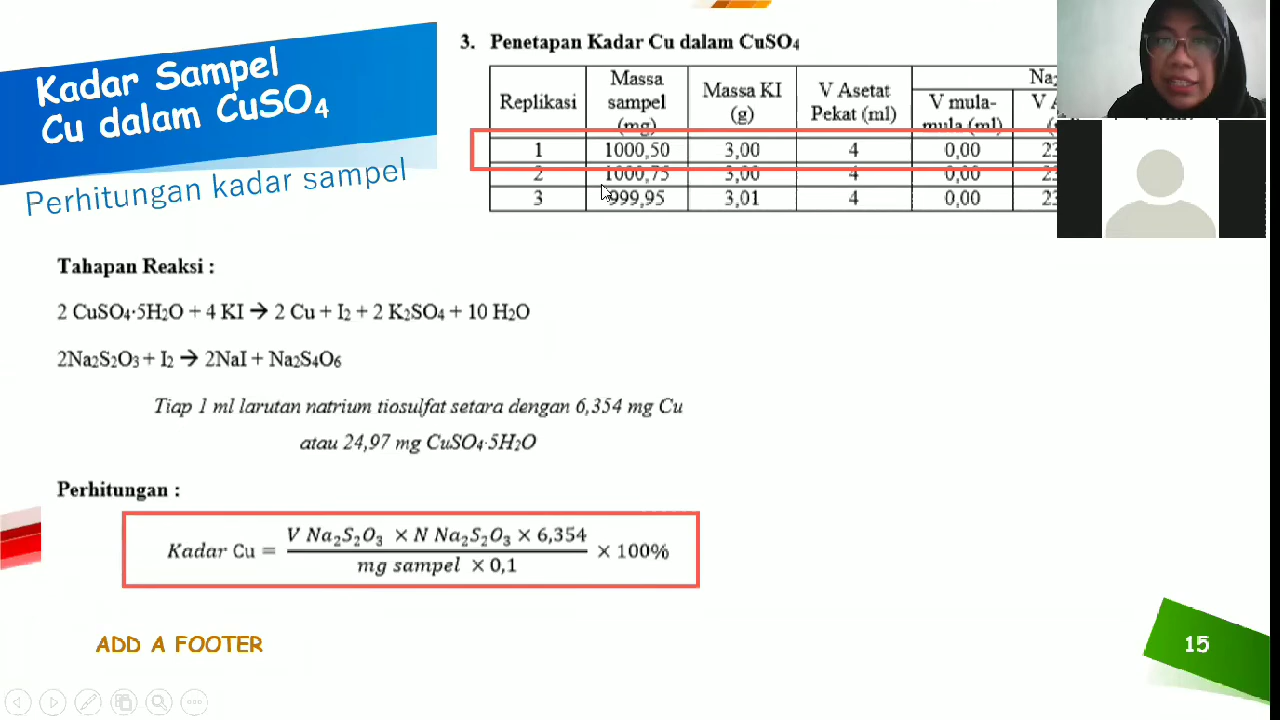 Kadar Sampel
Cu dalam CuSO₄
Perhitungan kadar sampel
3. Penetapan Kadar Cu dalam CuSO₄
Replikasi Massa sampel (mg) Massa KI (g) V Asetat Pekat (ml) V mula-mula (ml)
1 1000,50 3,00 4 0,00
2 1000,75 3,00 4 0,00
3 999,95 3,01 4 0,00
Tahapan Reaksi :
2 CuSO₄·5H₂O + 4 KI → 2 Cu + I₂ + 2 K₂SO₄ + 10 H₂O
2Na₂S₂O₃ + I₂ → 2NaI + Na₂S₄O₆
Tiap 1 ml larutan natrium tiosulfat setara dengan 6,354 mg Cu
atau 24,97 mg CuSO₄·5H₂O
Perhitungan :
Kadar Cu = V Na₂S₂O₃ × N Na₂S₂O₃ × 6,354 / mg sampel × 0,1 × 100%
ADD A FOOTER
15